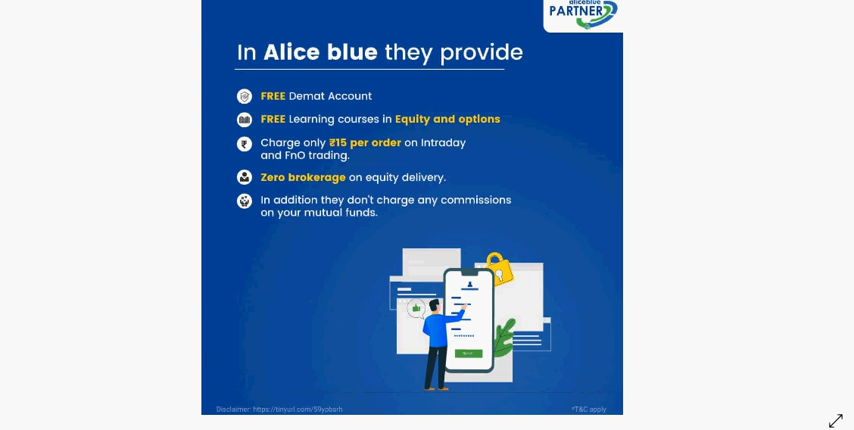 aliceblue
PARTNER
In Alice blue they provide
FREE Demat Account
FREE Learning courses in Equity and options
Charge only ₹15 per order on Intraday
and FnO trading.
Zero brokerage on equity delivery.
In addition they don't charge any commissions
on your mutual funds.
Disclaimer: https://tinyurl.com/59ypbsrh
*T&C apply